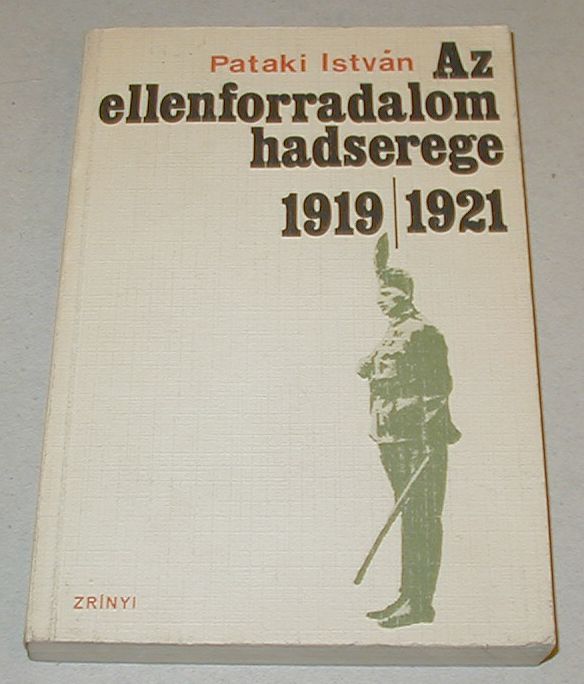 Pataki István Az
ellenforradalom
hadserege
1919 | 1921
ZRÍNYI